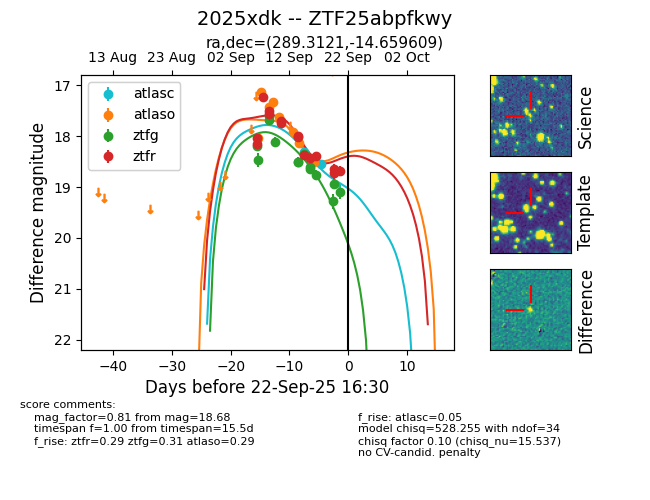 2025xdk -- ZTF25abpfkwy
ra,dec=(289.3121,-14.659609)
13 Aug 23 Aug 02 Sep 12 Sep 22 Sep 02 Oct
atlasc
atlaso
ztfg
ztfr
17
18
19
20
21
22
Difference magnitude
−40 −30 −20 −10 0 10
Days before 22-Sep-25 16:30
Science
Template
Difference
score comments:
mag_factor=0.81 from mag=18.68
timespan f=1.00 from timespan=15.5d
f_rise: ztfr=0.29 ztfg=0.31 atlaso=0.29
f_rise: atlasc=0.05
model chisq=528.255 with ndof=34
chisq factor 0.10 (chisq_nu=15.537)
no CV-candid. penalty